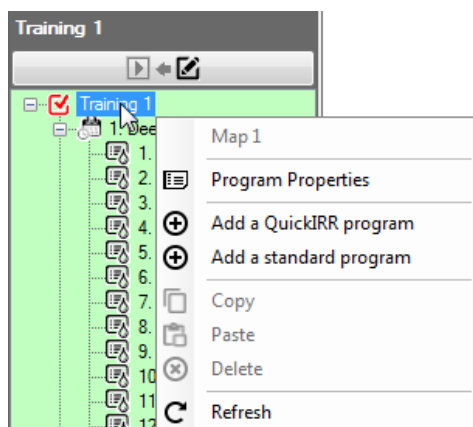 Training 1
Training 1
1. Dee
1.
2.
3.
4.
5.
6.
7.
8.
9.
10
11
12
Map 1
Program Properties
Add a QuickIRR program
Add a standard program
Copy
Paste
Delete
Refresh